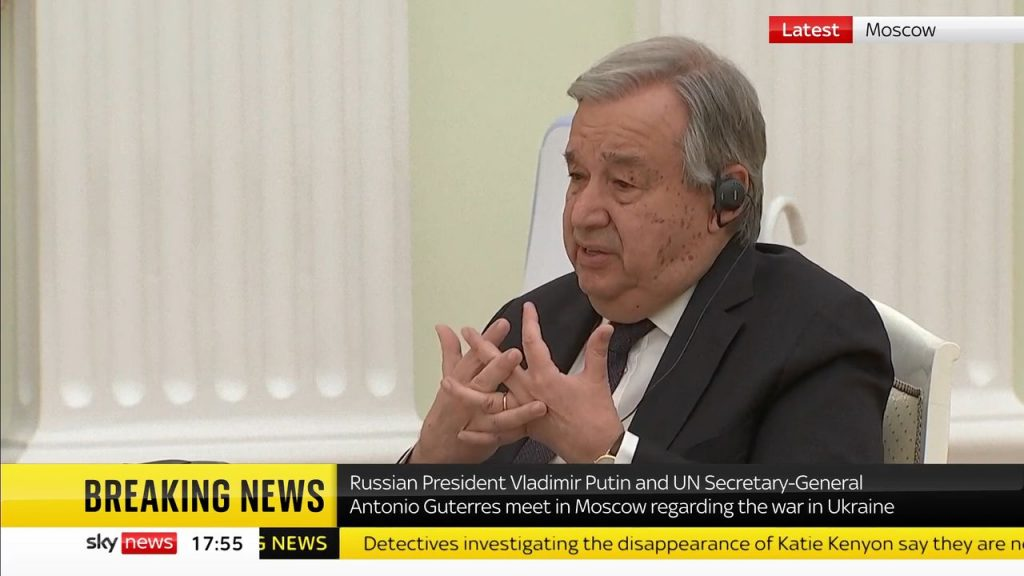 Latest Moscow
BREAKING NEWS
Russian President Vladimir Putin and UN Secretary-General
Antonio Guterres meet in Moscow regarding the war in Ukraine
sky news 17:55 NEWS Detectives investigating the disappearance of Katie Kenyon say they are